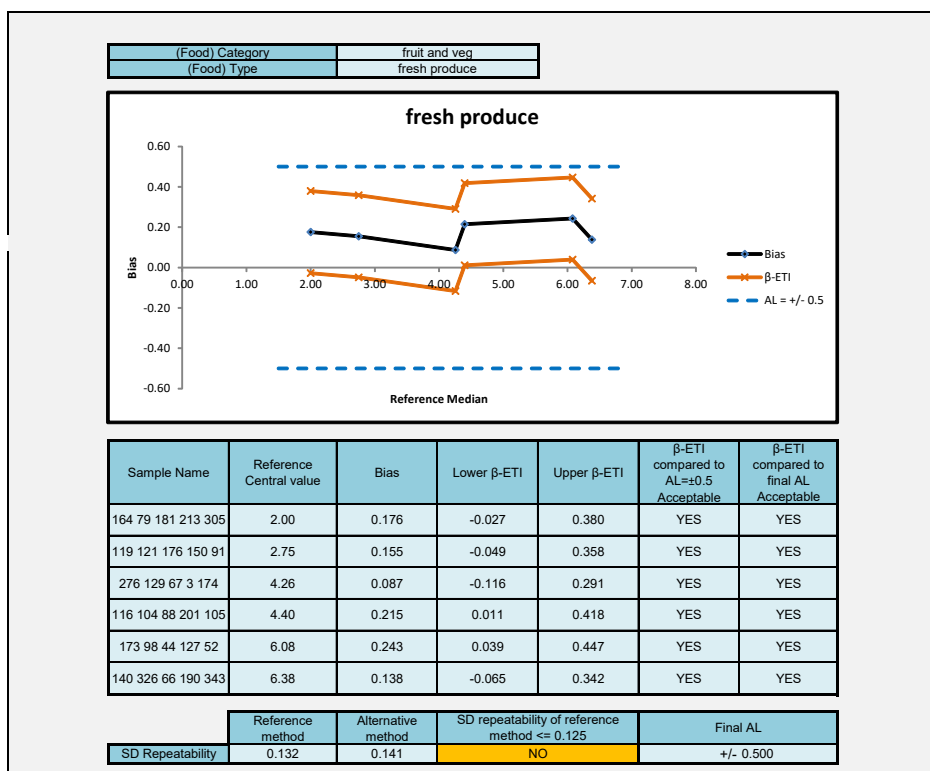 (Food) Category fruit and veg
(Food) Type fresh produce
fresh produce
0.60
0.40
0.20
0.00
-0.20
-0.40
-0.60
0.00 1.00 2.00 3.00 4.00 5.00 6.00 7.00 8.00
Bias
Reference Median
Bias
β-ETI
AL = +/- 0.5
Sample Name Reference Central value Bias Lower β-ETI Upper β-ETI β-ETI compared to AL=±0.5 Acceptable β-ETI compared to final AL Acceptable
164 79 181 213 305 2.00 0.176 -0.027 0.380 YES YES
119 121 176 150 91 2.75 0.155 -0.049 0.358 YES YES
276 129 67 3 174 4.26 0.087 -0.116 0.291 YES YES
116 104 88 201 105 4.40 0.215 0.011 0.418 YES YES
173 98 44 127 52 6.08 0.243 0.039 0.447 YES YES
140 326 66 190 343 6.38 0.138 -0.065 0.342 YES YES
Reference method Alternative method SD repeatability of reference method <= 0.125 Final AL
SD Repeatability 0.132 0.141 NO +/- 0.500